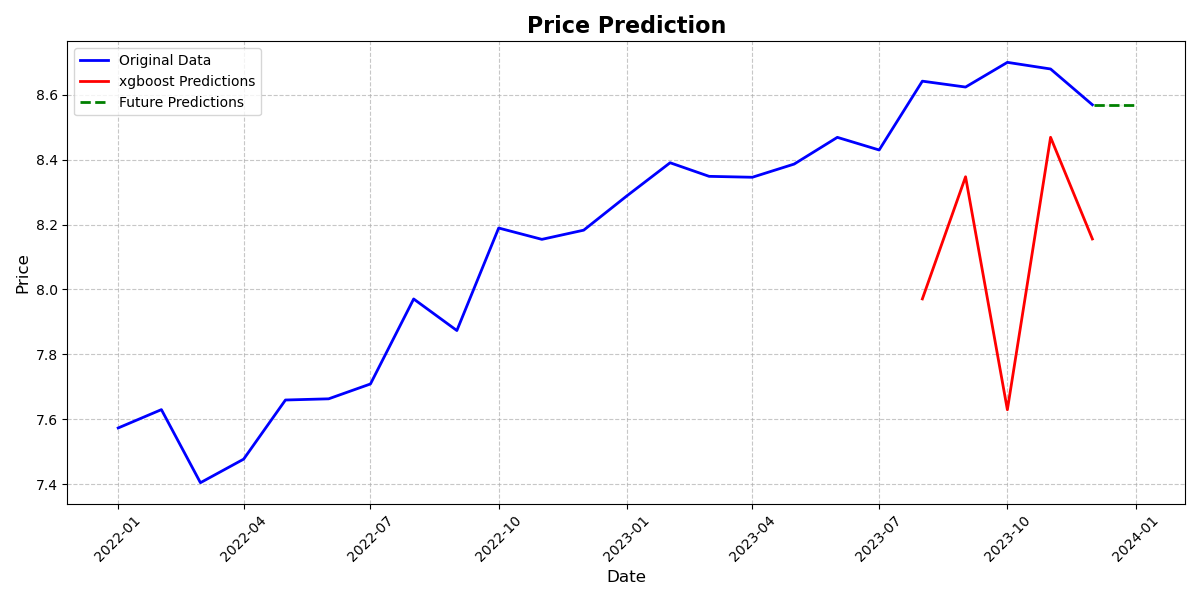 Price Prediction
Original Data
xgboost Predictions
Future Predictions
Price
8.6
8.4
8.2
8.0
7.8
7.6
7.4
2022-01
2022-04
2022-07
2022-10
2023-01
2023-04
2023-07
2023-10
2024-01
Date